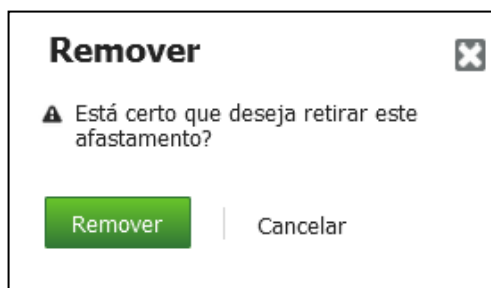 Remover
Está certo que deseja retirar este
afastamento?
Remover
Cancelar